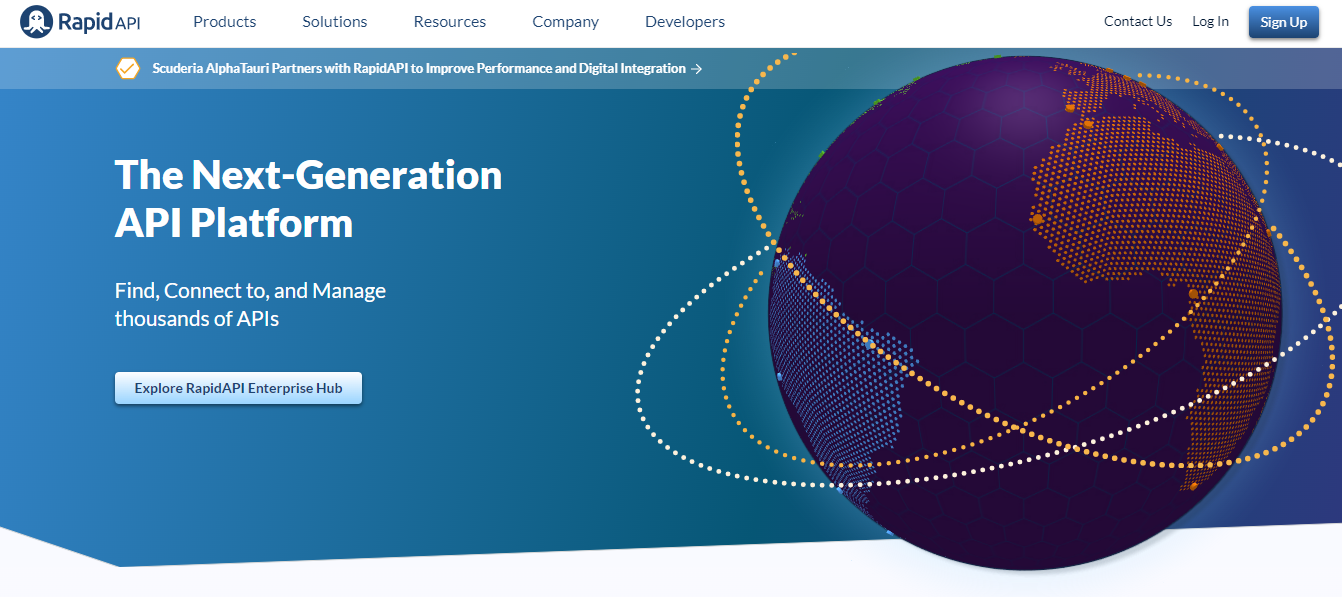 RapidAPI
Products
Solutions
Resources
Company
Developers
Contact Us
Log In
Sign Up
Scuderia AlphaTauri Partners with RapidAPI to Improve Performance and Digital Integration →
The Next-Generation
API Platform
Find, Connect to, and Manage
thousands of APIs
Explore RapidAPI Enterprise Hub